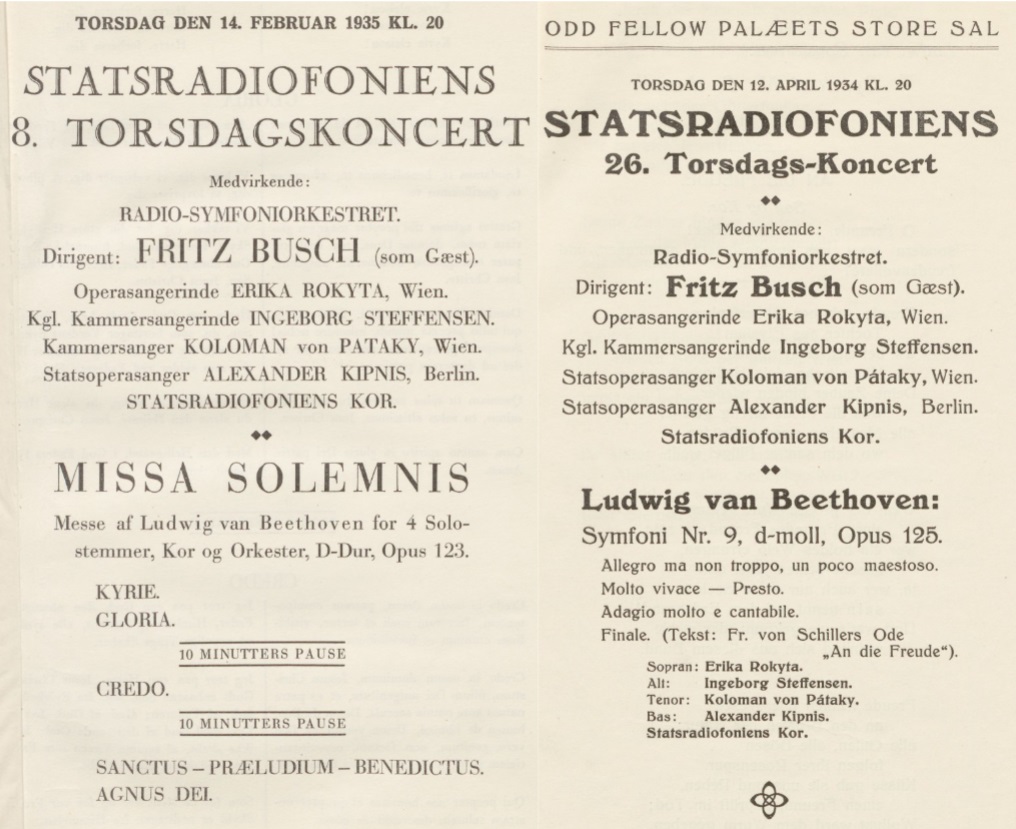 TORSDAG DEN 14. FEBRUAR 1935 KL. 20
STATSRADIOFONIENS
8. TORSDAGSKONCERT
Medvirkende:
RADIO-SYMFONIORKESTRET.
Dirigent: FRITZ BUSCH (som Gæst).
Operasangerinde ERIKA ROKYTA, Wien.
Kgl. Kammersangerinde INGEBORG STEFFENSEN.
Kammersanger KOLOMAN von PATAKY, Wien.
Statsoperasanger ALEXANDER KIPNIS, Berlin.
STATSRADIOFONIENS KOR.
MISSA SOLEMNIS
Messe af Ludwig van Beethoven for 4 Solo-
stemmer, Kor og Orkester, D-Dur, Opus 123.
KYRIE.
GLORIA.
10 MINUTTERS PAUSE
CREDO.
10 MINUTTERS PAUSE
SANCTUS – PRÆLUDIUM – BENEDICTUS.
AGNUS DEI.
ODD FELLOW PALÆETS STORE SAL
TORSDAG DEN 12. APRIL 1934 KL. 20
STATSRADIOFONIENS
26. Torsdags-Koncert
Medvirkende:
Radio-Symfoniorkestret.
Dirigent: Fritz Busch (som Gæst).
Operasangerinde Erika Rokyta, Wien.
Kgl. Kammersangerinde Ingeborg Steffensen.
Statsoperasanger Koloman von Pátaky, Wien.
Statsoperasanger Alexander Kipnis, Berlin.
Statsradiofoniens Kor.
Ludwig van Beethoven:
Symfoni Nr. 9, d-moll, Opus 125.
Allegro ma non troppo, un poco maestoso.
Molto vivace — Presto.
Adagio molto e cantabile.
Finale. (Tekst: Fr. von Schillers Ode
„An die Freude“).
Sopran: Erika Rokyta.
Alt: Ingeborg Steffensen.
Tenor: Koloman von Pátaky.
Bas: Alexander Kipnis.
Statsradiofoniens Kor.